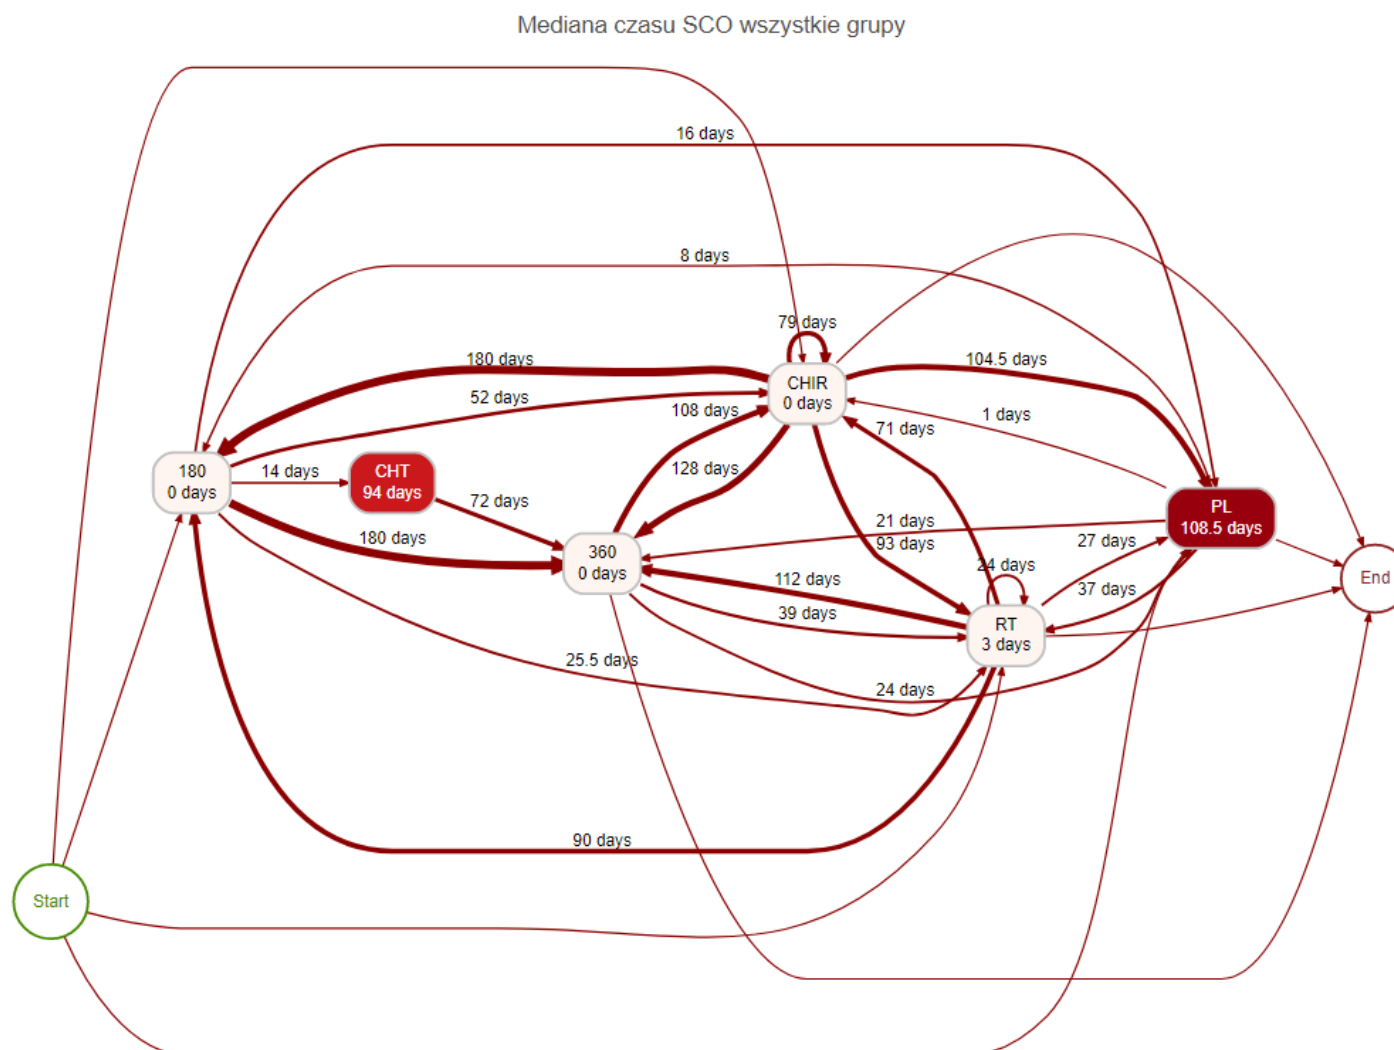 Mediana czasu SCO wszystkie grupy
16 days
8 days
79 days
180 days
104.5 days
CHIR
0 days
52 days
108 days
1 days
71 days
128 days
180
0 days
14 days
CHT
94 days
72 days
PL
108.5 days
21 days
180 days
93 days
27 days
360
0 days
24 days
112 days
37 days
End
39 days
RT
3 days
25.5 days
24 days
90 days
Start